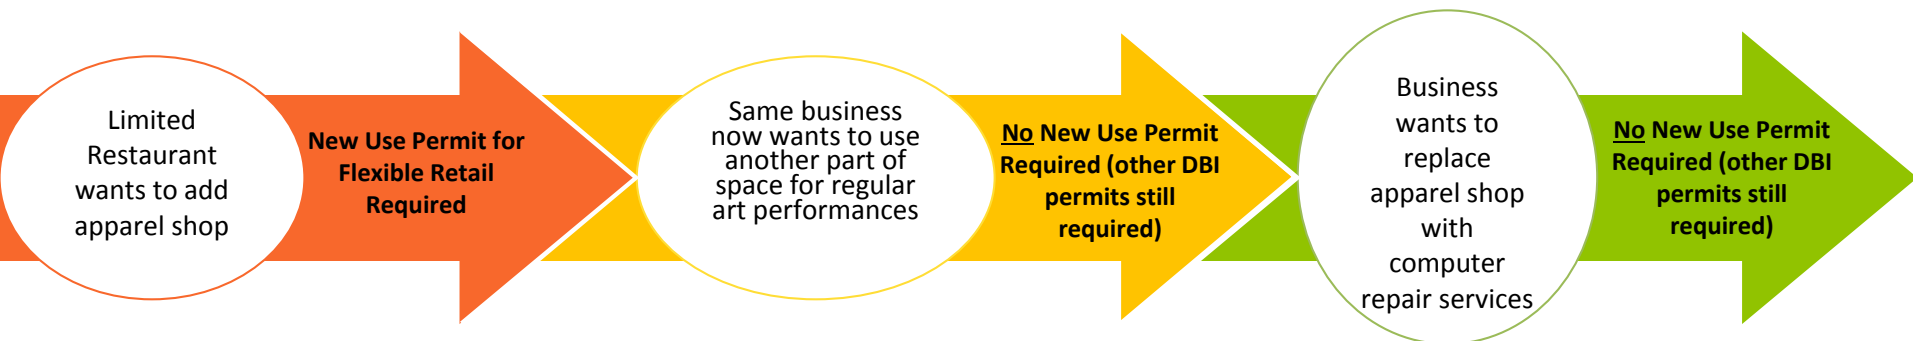 Limited
Restaurant
wants to add
apparel shop
New Use Permit for
Flexible Retail
Required
Same business
now wants to use
another part of
space for regular
art performances
No New Use Permit
Required (other DBI
permits still
required)
Business
wants to
replace
apparel shop
with
computer
repair services
No New Use Permit
Required (other DBI
permits still
required)